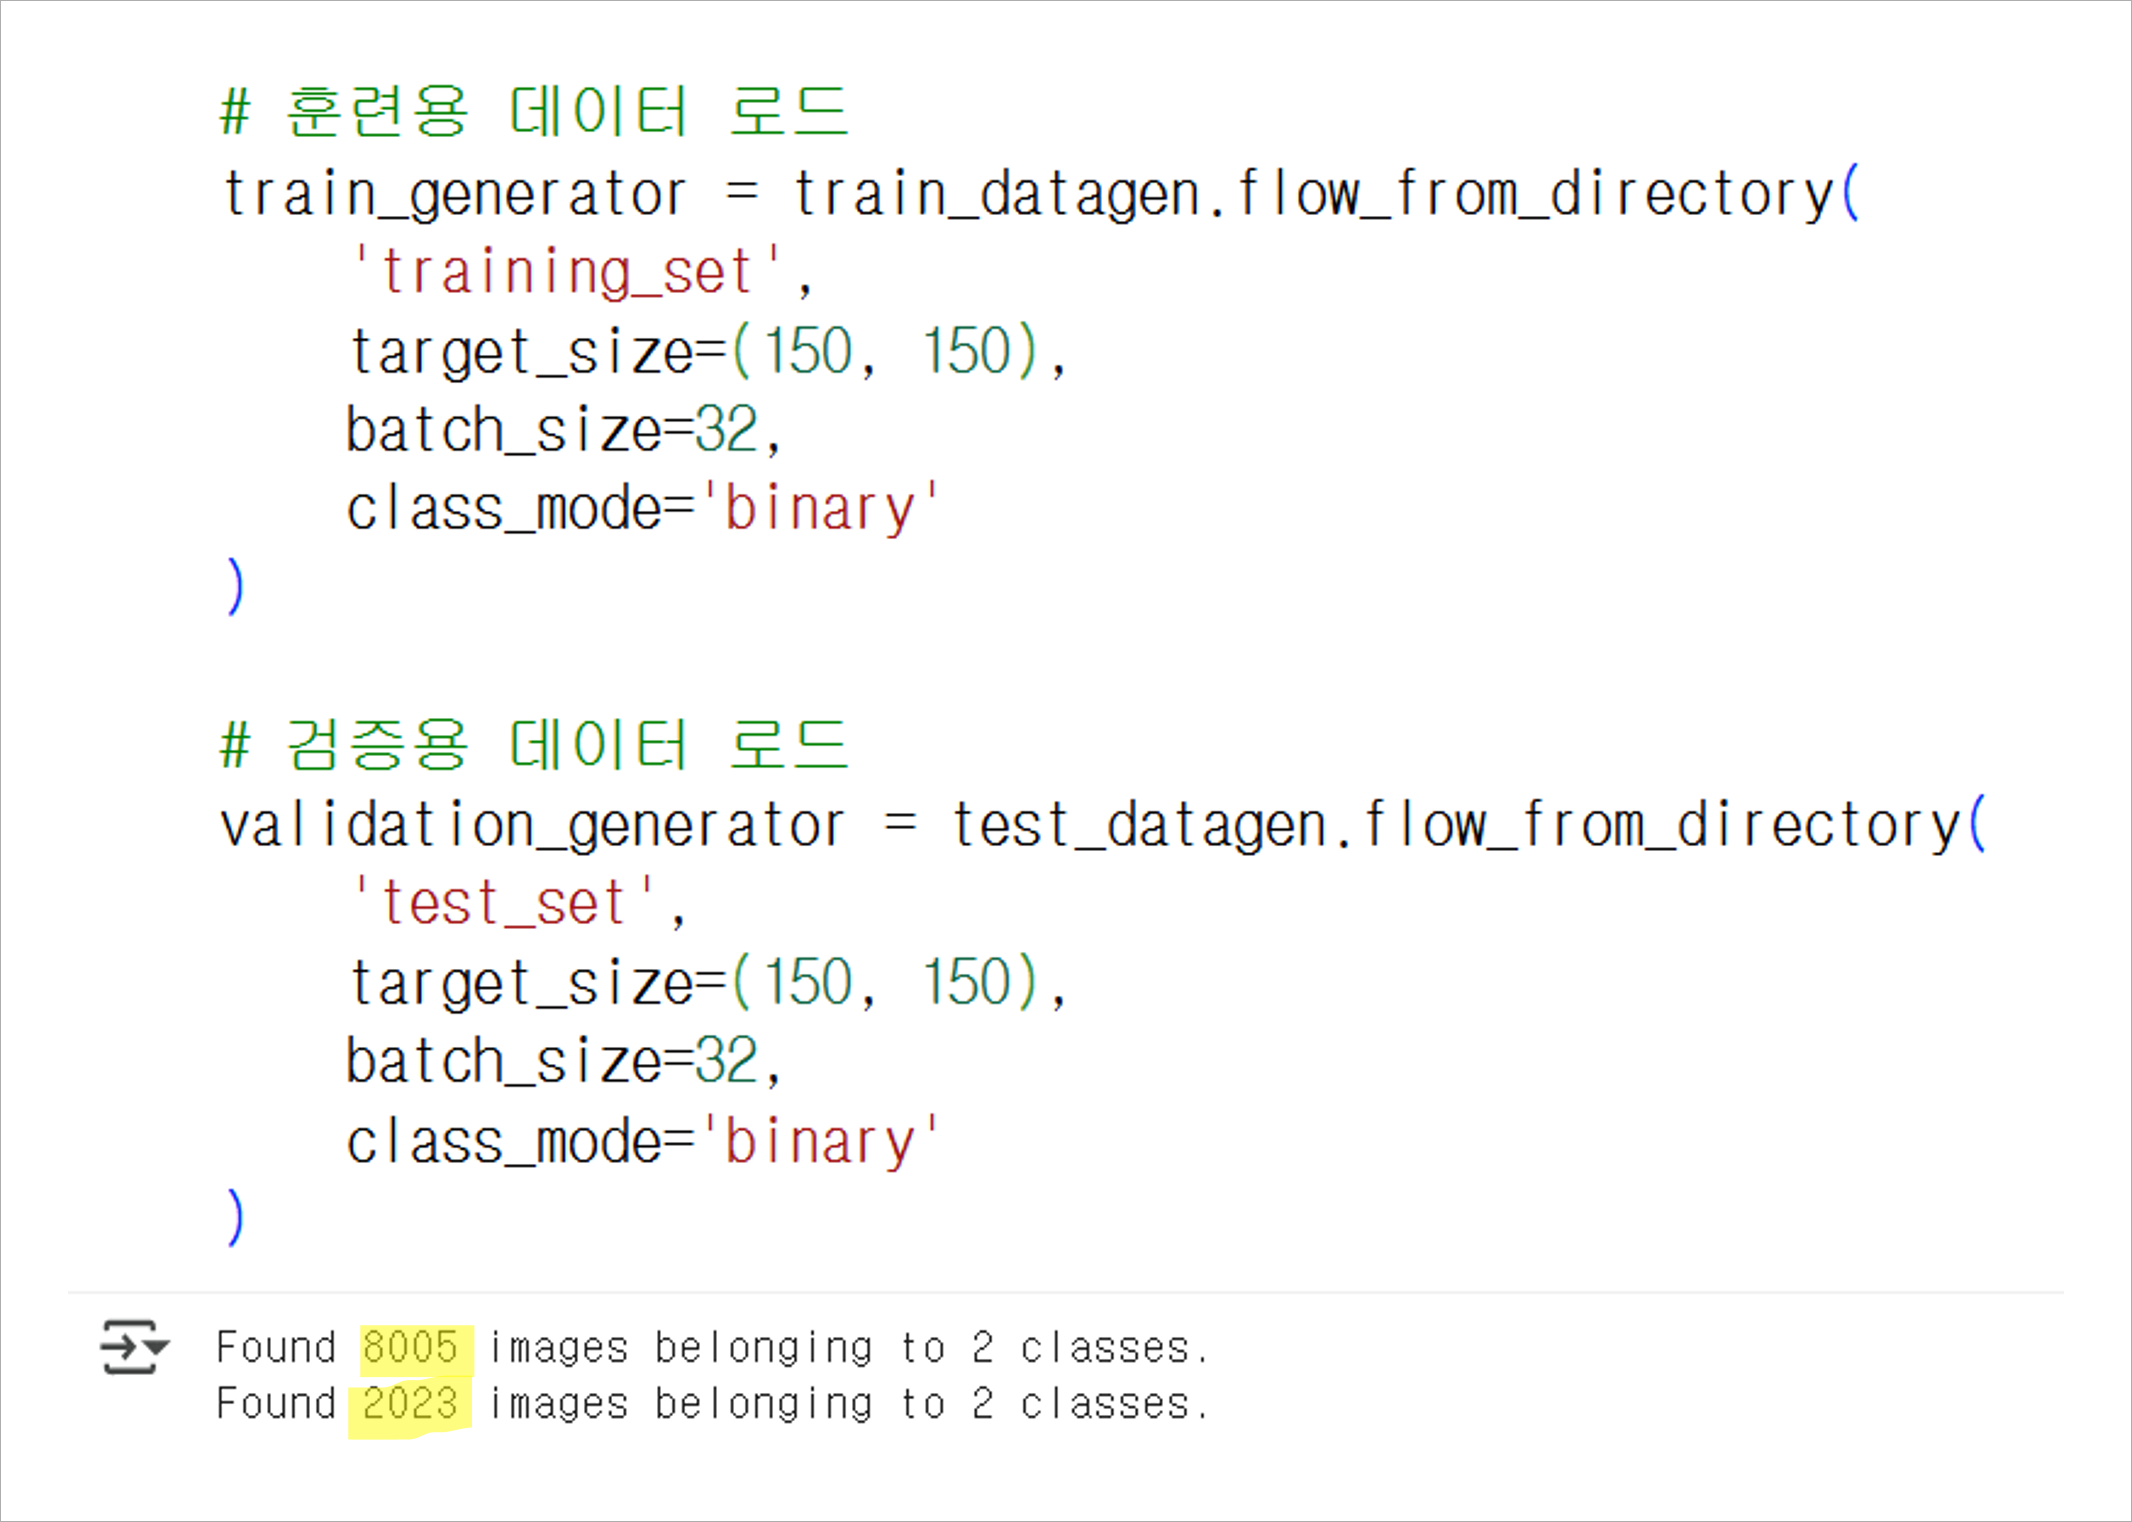 # 훈련용 데이터 로드
train_generator = train_datagen.flow_from_directory(
    'training_set',
    target_size=(150, 150),
    batch_size=32,
    class_mode='binary'
)
# 검증용 데이터 로드
validation_generator = test_datagen.flow_from_directory(
    'test_set',
    target_size=(150, 150),
    batch_size=32,
    class_mode='binary'
)
Found 8005 images belonging to 2 classes.
Found 2023 images belonging to 2 classes.